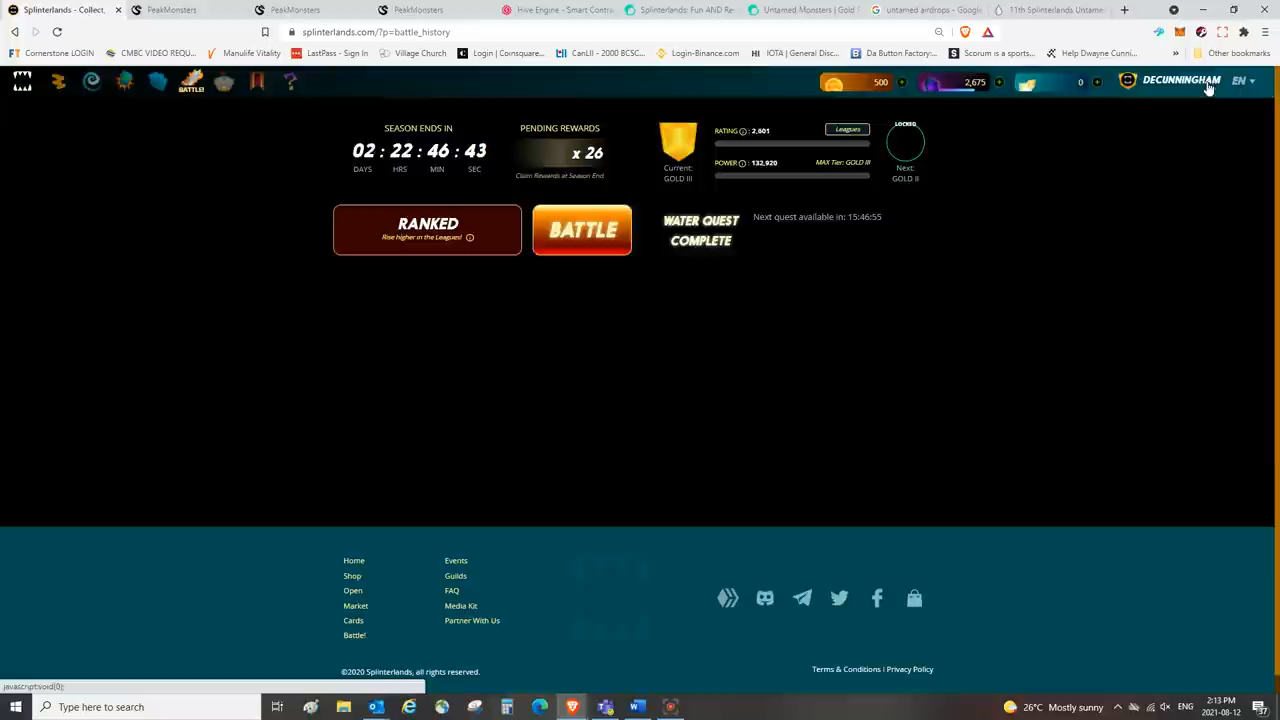 Splinterlands - Collect,
PeakMonsters
PeakMonsters
PeakMonsters
Hive Engine - Smart Contra
Splinterlands: Fun AND Re
Untamed Monsters | Gold
untamed airdrops - Google
11th Splinterlands Untame
splinterlands.com/?p=battle_history
Cornerstone LOGIN
CMBC VIDEO REQU...
Manulife Vitality
LastPass - Sign In
Coinsquare...
Village Church
Login | Coinsquare...
CanLII - 2000 BCSC...
Login-Binance.com
IOTA | General Disc...
Da Button Factory:...
Scorum is a sports...
Help Dwayne Cunni...
Other bookmarks
BATTLE!
500
2,675
0
DECUNNINGHAM
EN
SEASON ENDS IN
02 : 22 : 46 : 43
DAYS HRS MIN SEC
PENDING REWARDS
x 26
Claim Rewards at Season End.
Current:
GOLD III
RATING : 2,601
Leagues
POWER : 132,920
MAX Tier: GOLD III
LOCKED
Next:
GOLD II
RANKED
Rise higher in the Leagues!
BATTLE
WATER QUEST
COMPLETE
Next quest available in: 15:46:55
Home
Shop
Open
Market
Cards
Battle!
Events
Guilds
FAQ
Media Kit
Partner With Us
©2020 Splinterlands, all rights reserved.
Terms & Conditions | Privacy Policy
javascript:void(0);
Type here to search
26°C Mostly sunny
ENG
2:13 PM
2021-08-12